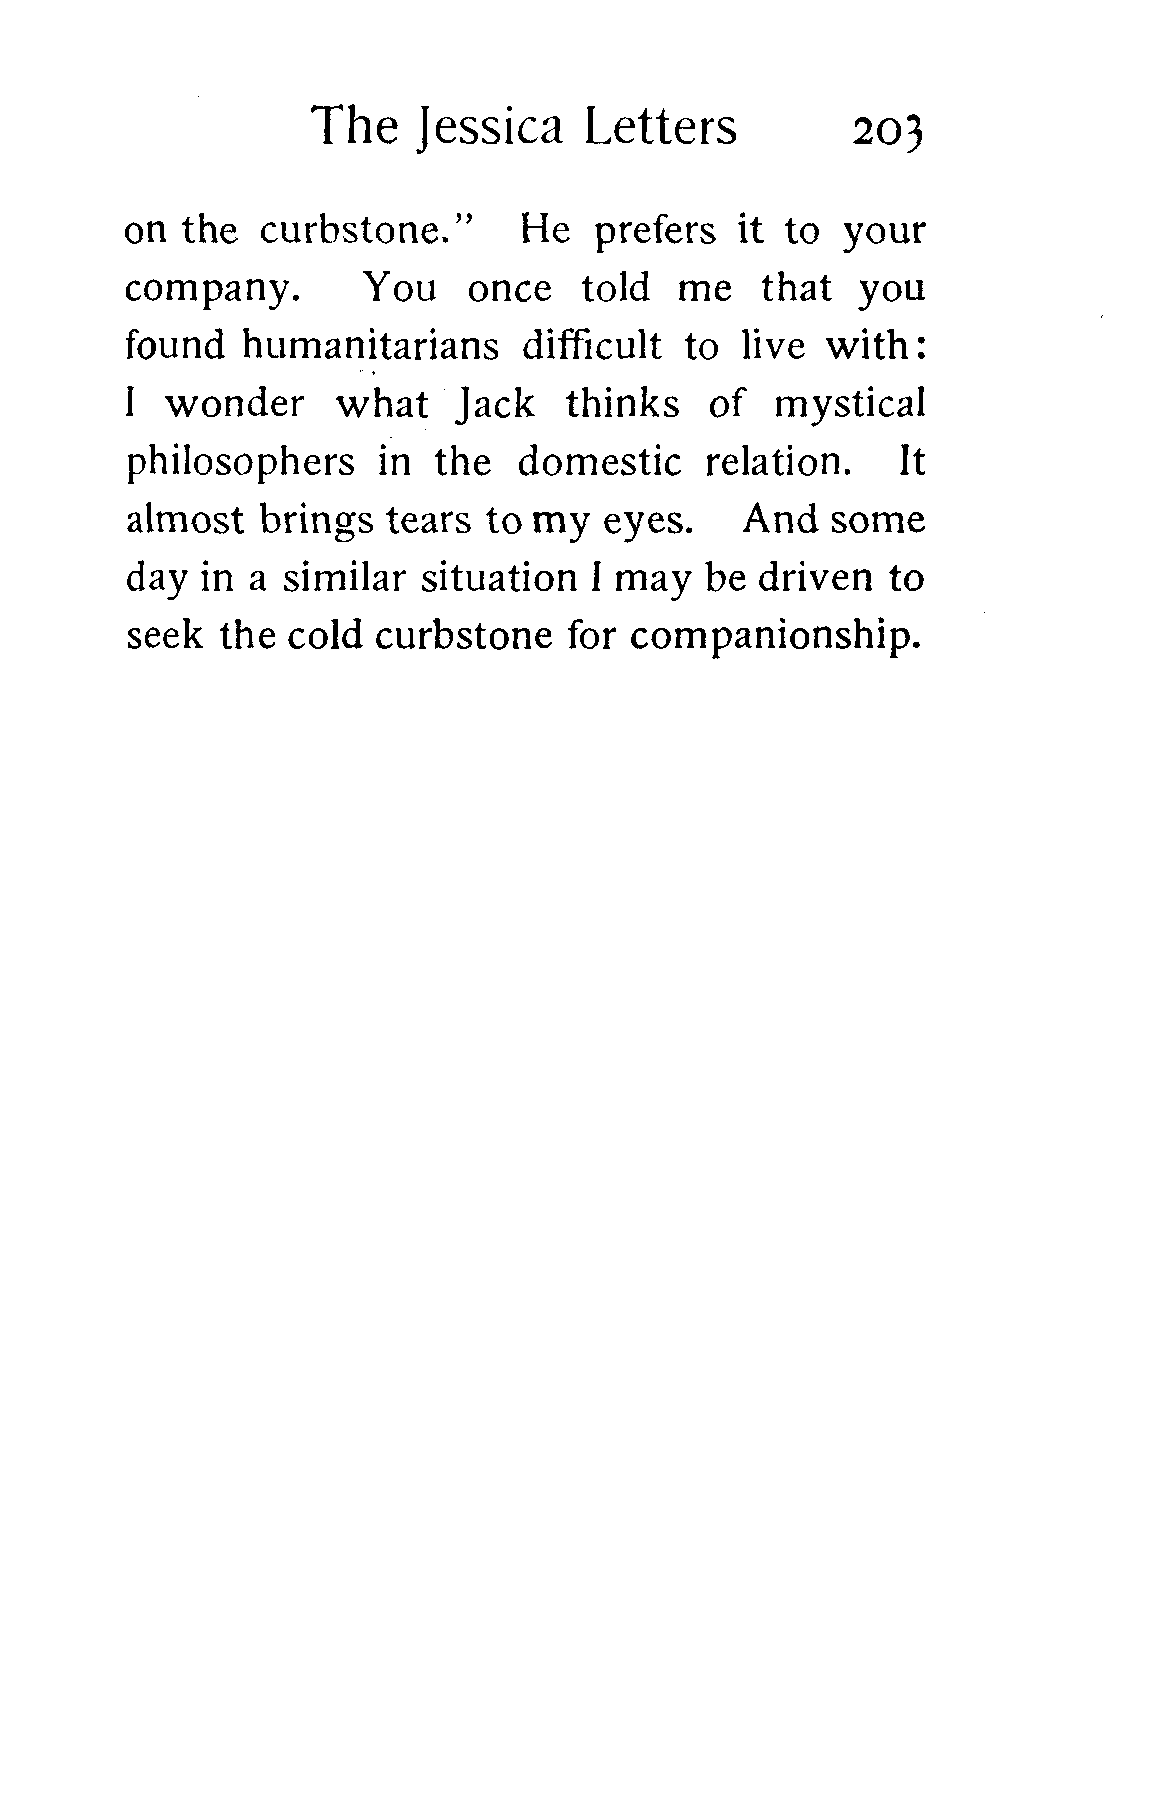 The Jessica Letters 203
on the curbstone.” He prefers it to your
company. You once told me that you
found humanitarians difficult to live with:
I wonder what Jack thinks of mystical
philosophers in the domestic relation. It
almost brings tears to my eyes. And some
day in a similar situation I may be driven to
seek the cold curbstone for companionship.